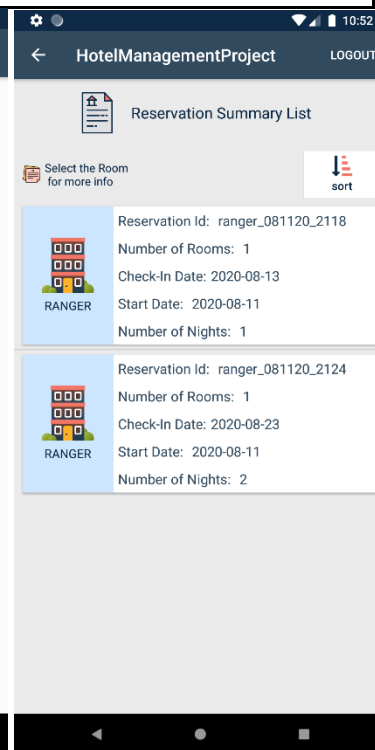 10:52
HotelManagementProject LOGOUT
Reservation Summary List
Select the Room
for more info
sort
Reservation Id: ranger_081120_2118
Number of Rooms: 1
Check-In Date: 2020-08-13
RANGER
Start Date: 2020-08-11
Number of Nights: 1
Reservation Id: ranger_081120_2124
Number of Rooms: 1
Check-In Date: 2020-08-23
RANGER
Start Date: 2020-08-11
Number of Nights: 2